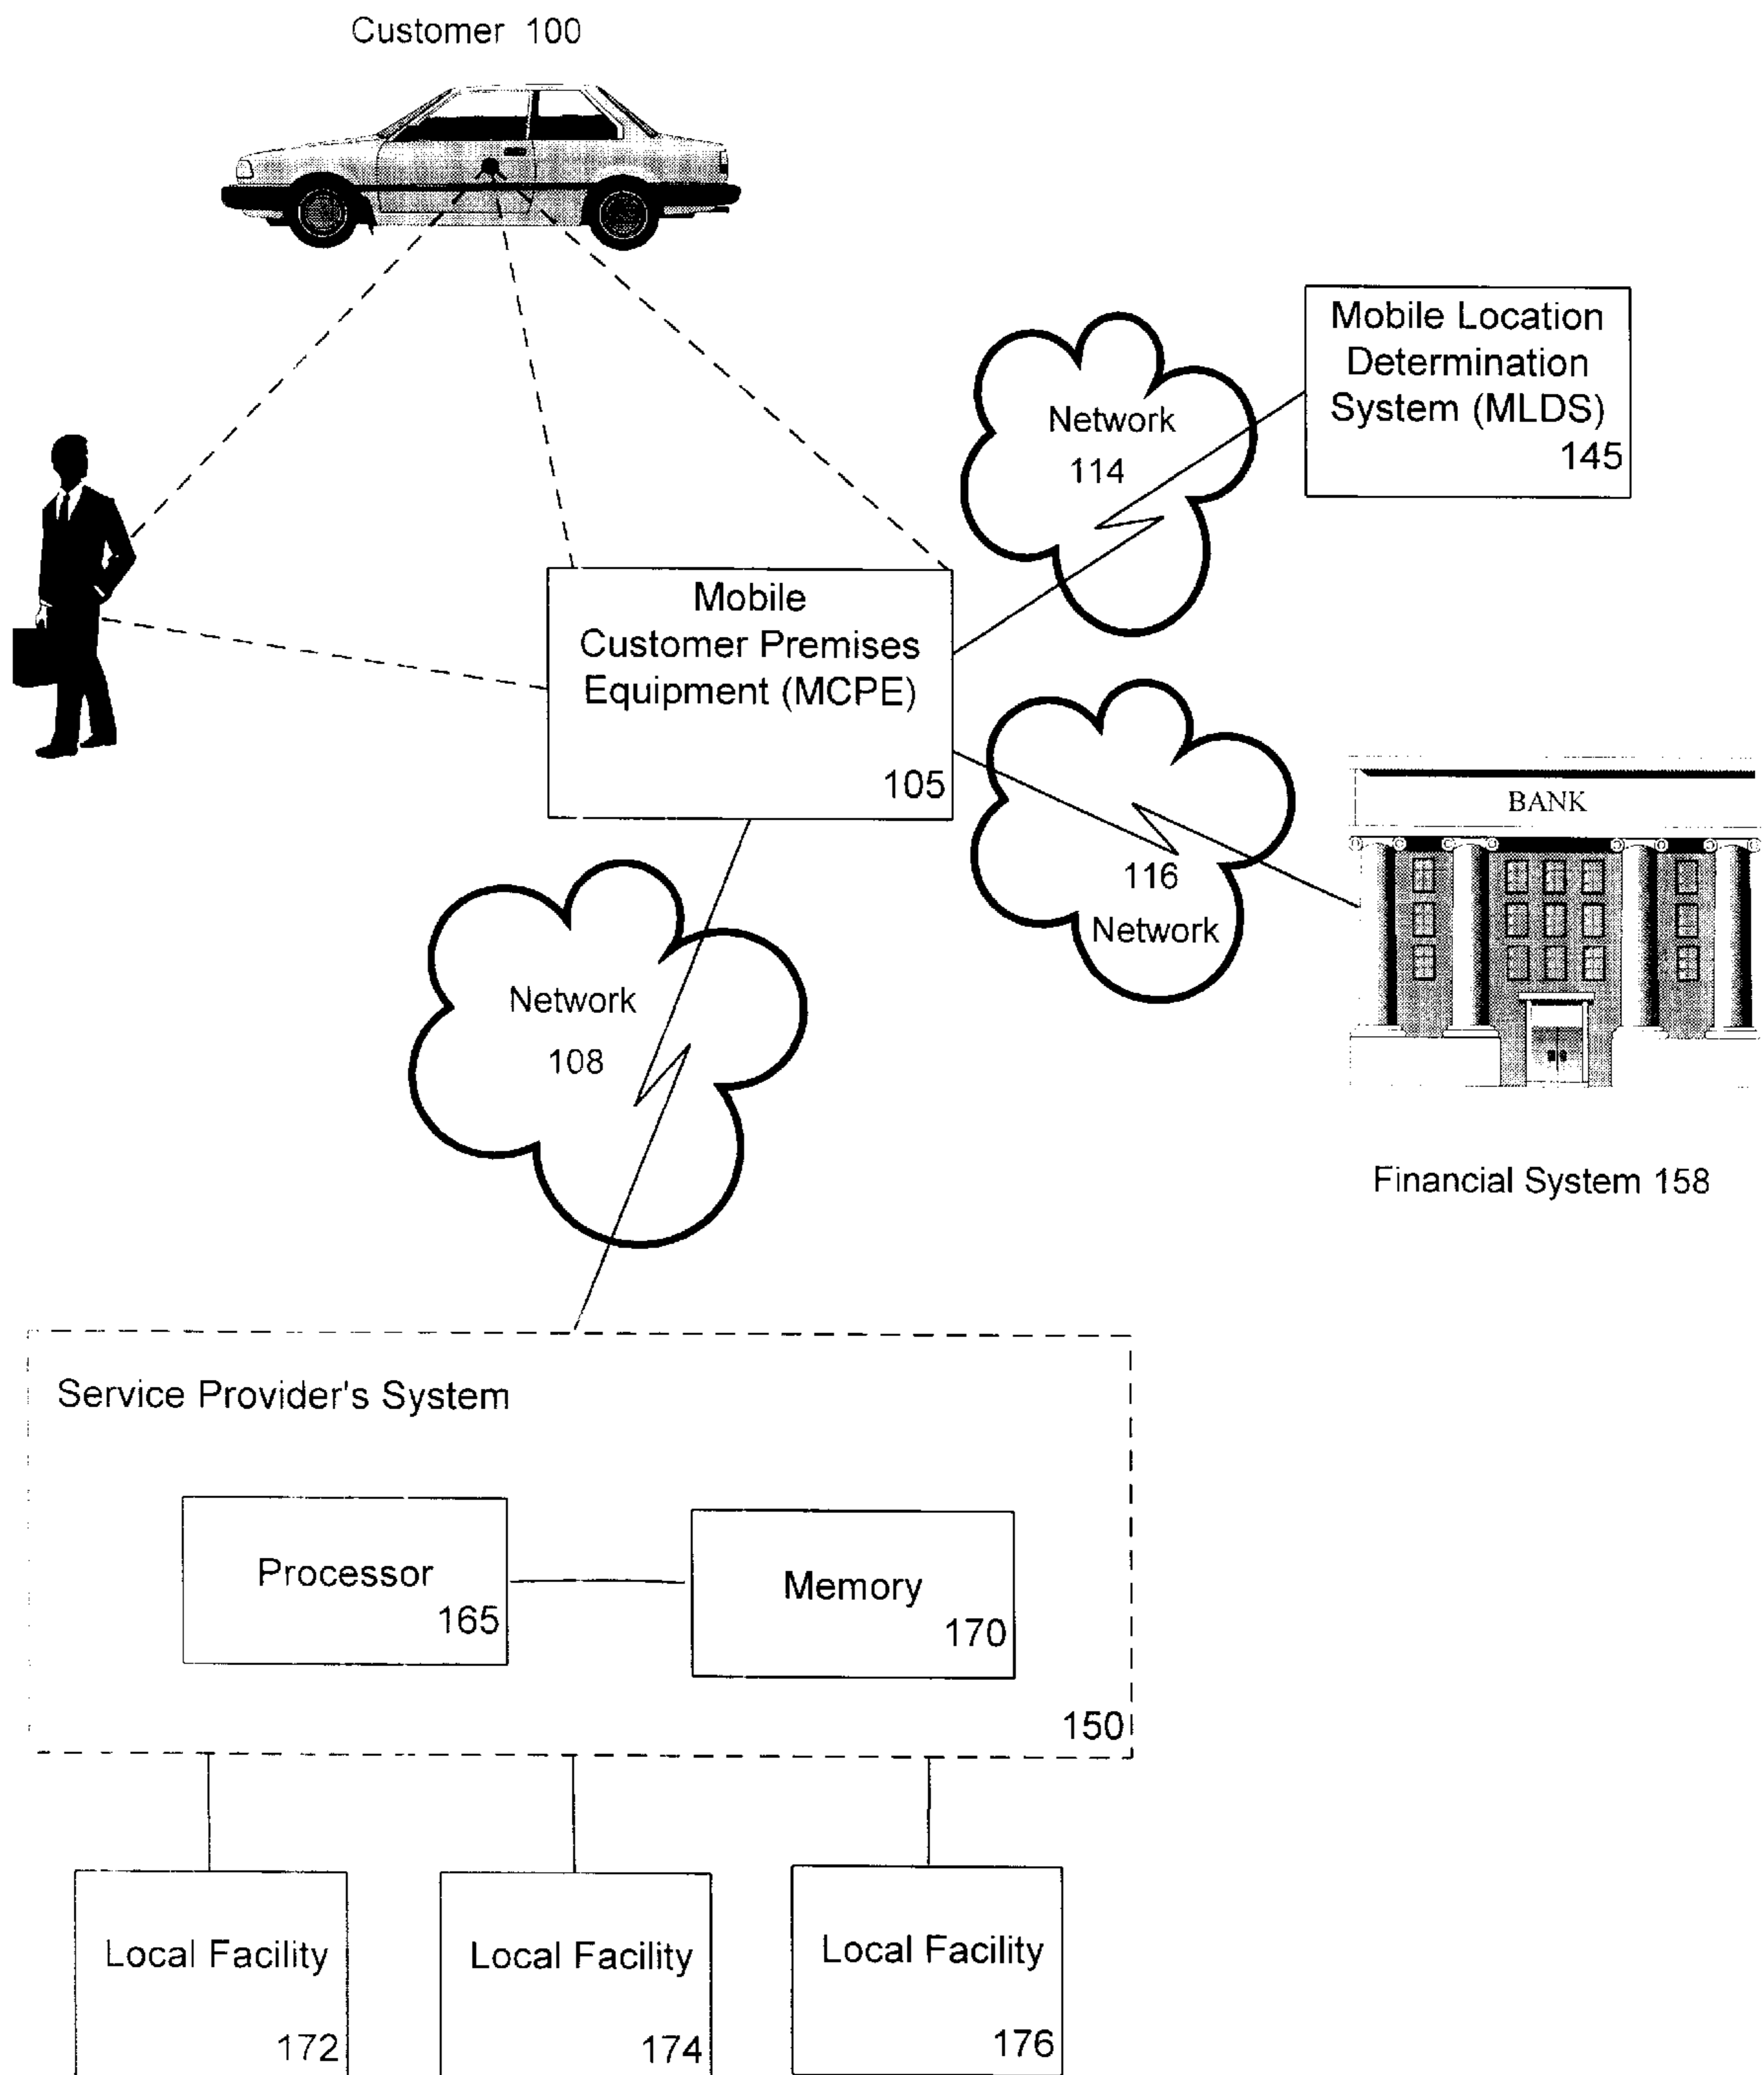 Customer 100
Mobile Location
Determination
System (MLDS)
145
Network
114
Mobile
Customer Premises
Equipment (MCPE)
105
BANK
116
Network
Network
108
Financial System 158
Service Provider's System
Processor
165
Memory
170
150
Local Facility
172
Local Facility
174
Local Facility
176